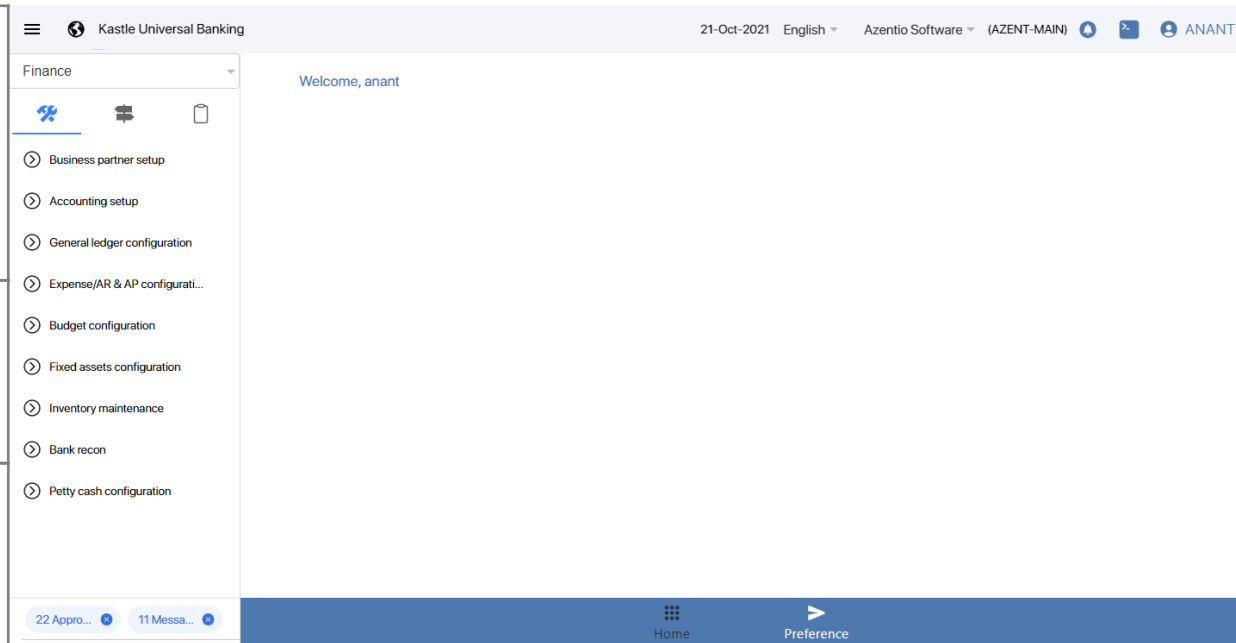 Kastle Universal Banking
21-Oct-2021 English Azentio Software (AZENT-MAIN) ANANT
Finance
Welcome, anant
Business partner setup
Accounting setup
General ledger configuration
Expense/AR & AP configurati...
Budget configuration
Fixed assets configuration
Inventory maintenance
Bank recon
Petty cash configuration
22 Appro... 11 Messa...
Home Preference